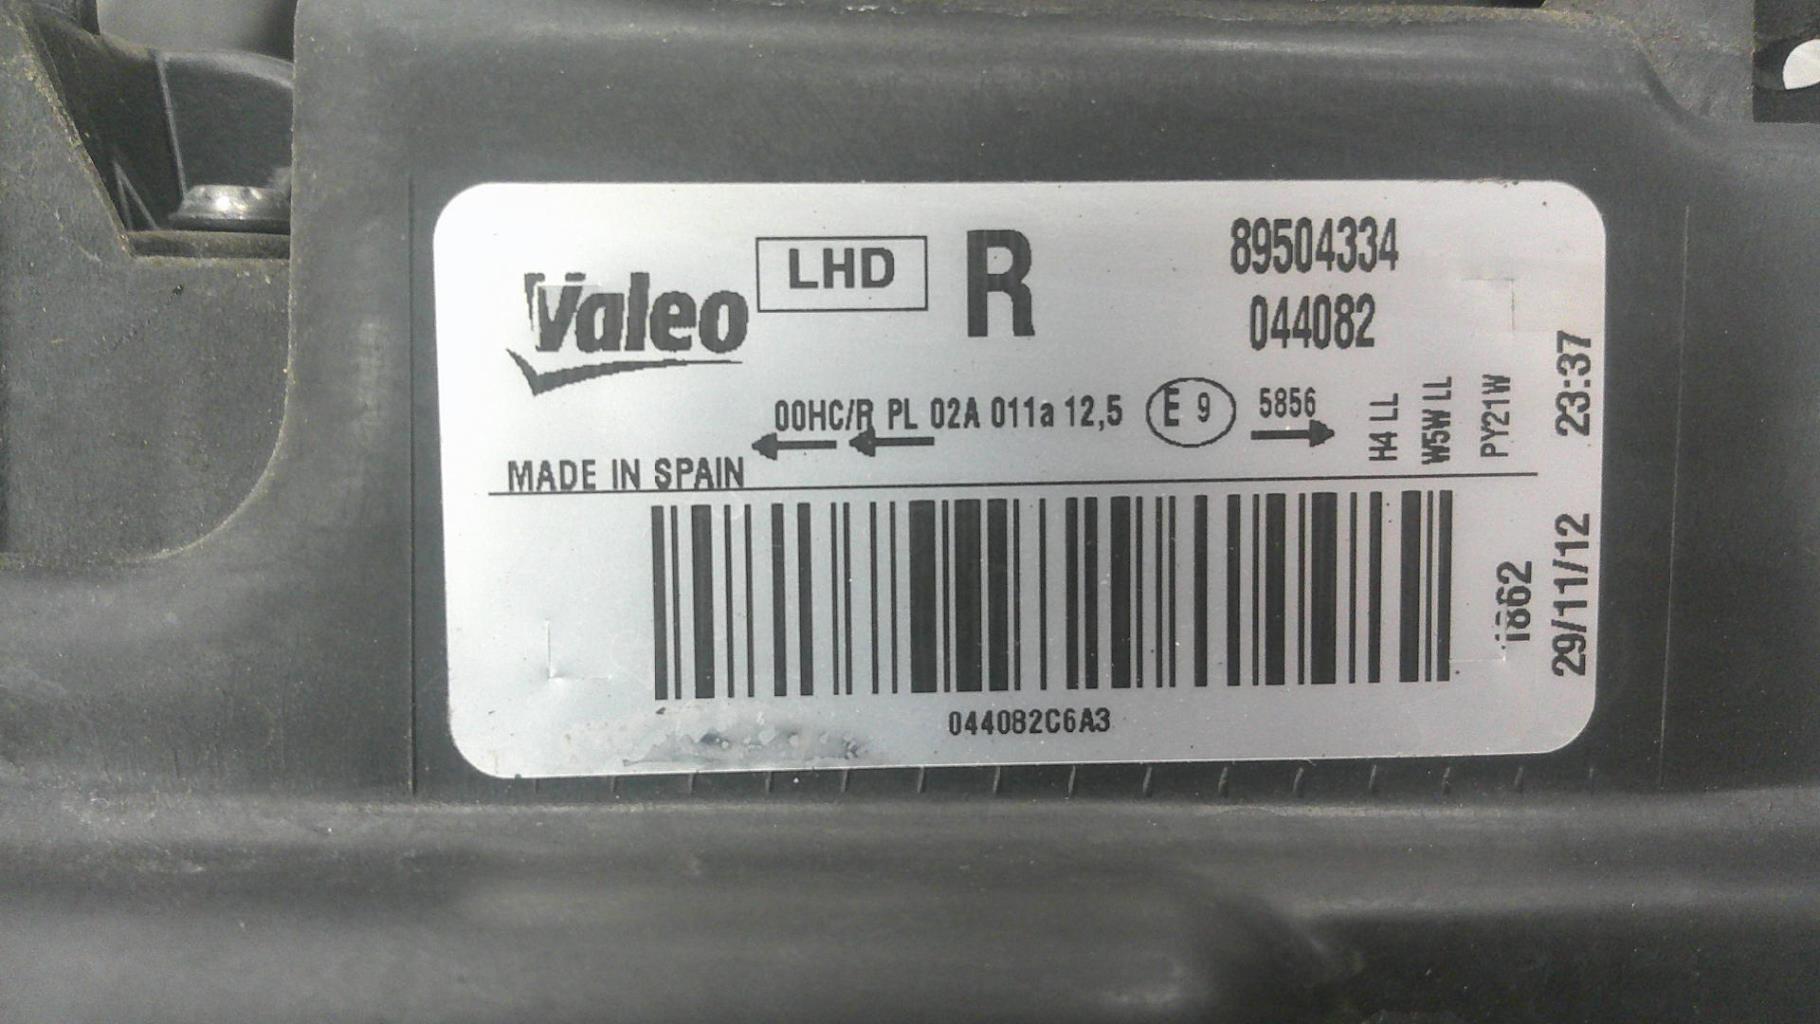 Valeo
LHD
R
89504334
044082
00HC/R PL 02A 011a 12,5
E 9
5856
H4 LL
W5W LL
PY21W
23:37
MADE IN SPAIN
29/11/12
044082C6A3